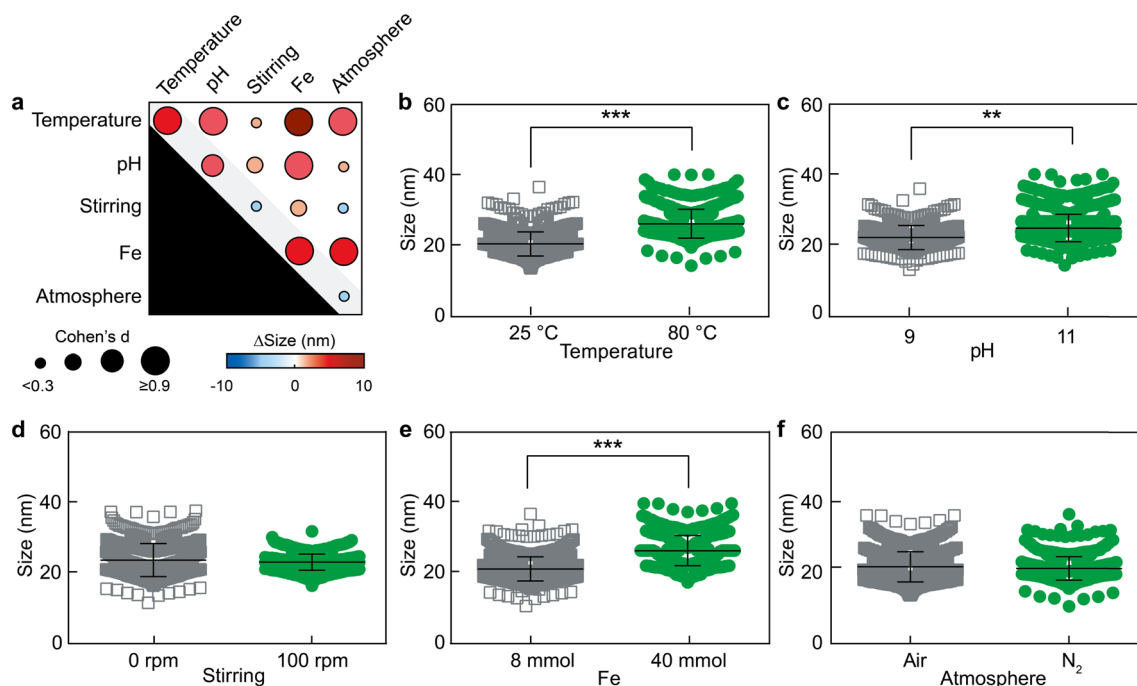 a
Temperature
pH
Stirring
Fe
Atmosphere
Temperature
pH
Stirring
Fe
Atmosphere
Cohen's d
<0.3
≥0.9
ΔSize (nm)
-10
0
10
b
60
40
20
0
Size (nm)
***
25 °C
80 °C
Temperature
c
60
40
20
0
Size (nm)
**
9
11
pH
d
60
40
20
0
Size (nm)
0 rpm
100 rpm
Stirring
e
60
40
20
0
Size (nm)
***
8 mmol
40 mmol
Fe
f
60
40
20
0
Size (nm)
Air
N₂
Atmosphere